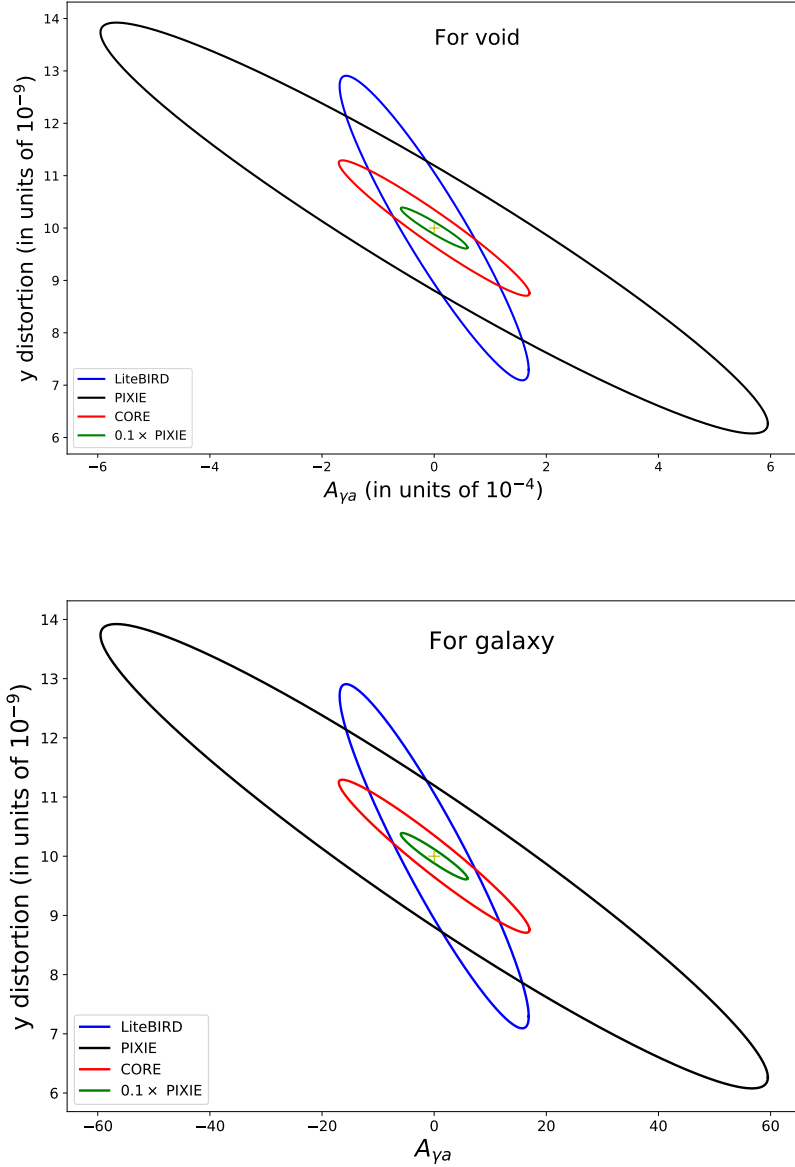 For void
y distortion (in units of 10⁻⁹)
14
13
12
11
10
9
8
7
6
LiteBIRD
PIXIE
CORE
0.1 × PIXIE
−6 −4 −2 0 2 4 6
A_γa (in units of 10⁻⁴)
For galaxy
y distortion (in units of 10⁻⁹)
14
13
12
11
10
9
8
7
6
LiteBIRD
PIXIE
CORE
0.1 × PIXIE
−60 −40 −20 0 20 40 60
A_γa